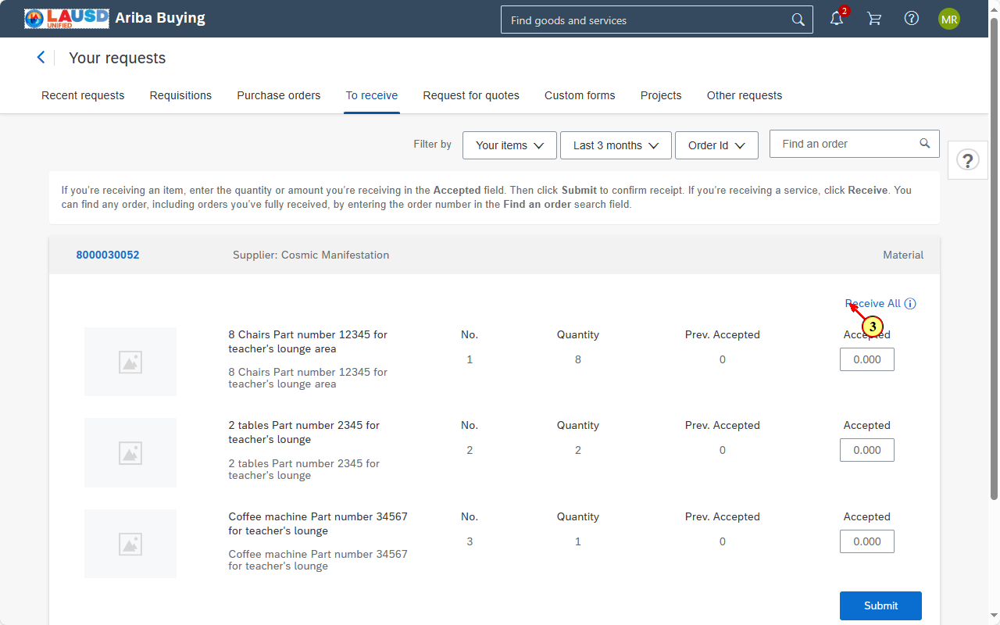 LAUSD
UNIFIED
Ariba Buying
Find goods and services
2
MR
Your requests
Recent requests
Requisitions
Purchase orders
To receive
Request for quotes
Custom forms
Projects
Other requests
Filter by
Your items
Last 3 months
Order Id
Find an order
?
If you're receiving an item, enter the quantity or amount you're receiving in the Accepted field. Then click Submit to confirm receipt. If you're receiving a service, click Receive. You
can find any order, including orders you've fully received, by entering the order number in the Find an order search field.
8000030052
Supplier: Cosmic Manifestation
Material
Receive All
3
8 Chairs Part number 12345 for
teacher's lounge area
8 Chairs Part number 12345 for
teacher's lounge area
No.
1
Quantity
8
Prev. Accepted
0
Accepted
0.000
2 tables Part number 2345 for
teacher's lounge
2 tables Part number 2345 for
teacher's lounge
No.
2
Quantity
2
Prev. Accepted
0
Accepted
0.000
Coffee machine Part number 34567
for teacher's lounge
Coffee machine Part number 34567
for teacher's lounge
No.
3
Quantity
1
Prev. Accepted
0
Accepted
0.000
Submit